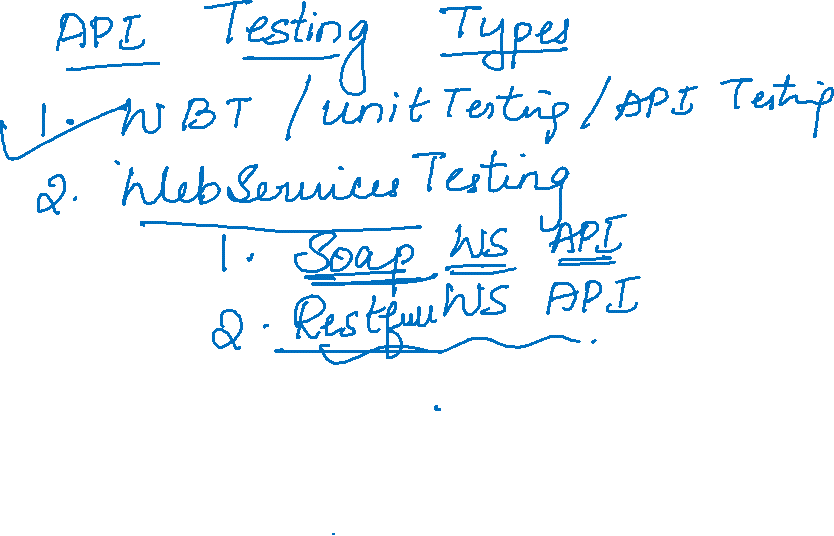 API Testing Types
1. WBT / Unit Testing / API Testing
2. WebServices Testing
1. Soap WS API
2. Restfull WS API